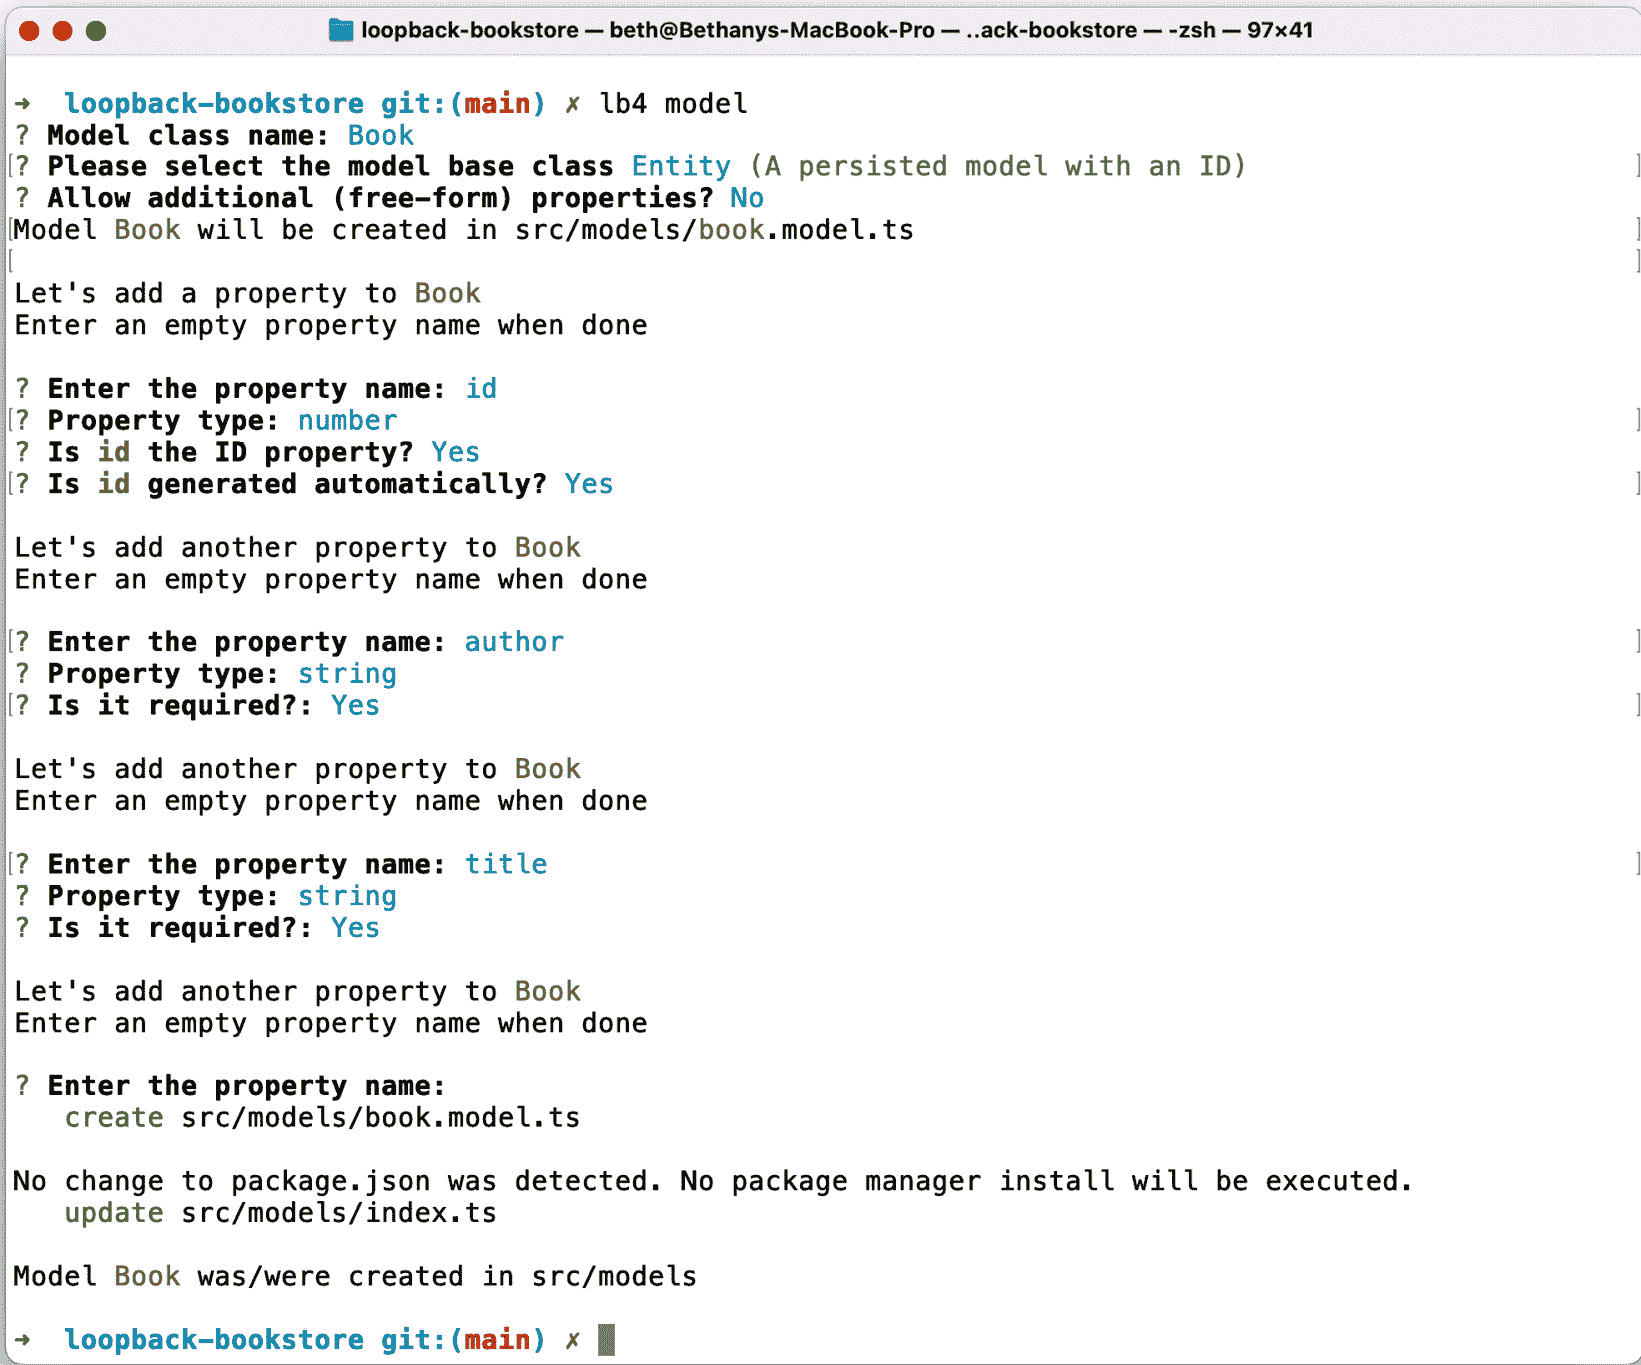 loopback-bookstore — beth@Bethanys-MacBook-Pro — ..ack-bookstore — -zsh — 97×41
➜  loopback-bookstore git:(main) ✗ lb4 model
? Model class name: Book
[? Please select the model base class Entity (A persisted model with an ID) ]
? Allow additional (free-form) properties? No
[Model Book will be created in src/models/book.model.ts ]
[ ]
Let's add a property to Book
Enter an empty property name when done
? Enter the property name: id
[? Property type: number ]
? Is id the ID property? Yes
[? Is id generated automatically? Yes ]
Let's add another property to Book
Enter an empty property name when done
[? Enter the property name: author ]
? Property type: string
[? Is it required?: Yes ]
Let's add another property to Book
Enter an empty property name when done
[? Enter the property name: title ]
? Property type: string
? Is it required?: Yes
Let's add another property to Book
Enter an empty property name when done
? Enter the property name:
create src/models/book.model.ts
No change to package.json was detected. No package manager install will be executed.
update src/models/index.ts
Model Book was/were created in src/models
➜  loopback-bookstore git:(main) ✗